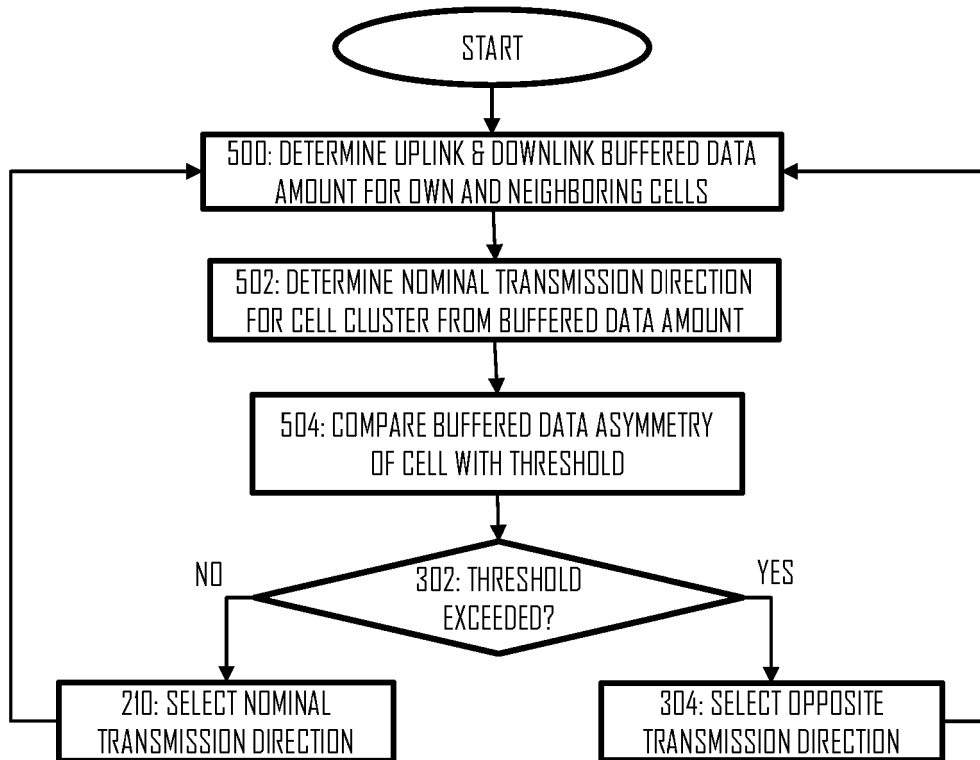 START
500: DETERMINE UPLINK & DOWNLINK BUFFERED DATA
AMOUNT FOR OWN AND NEIGHBORING CELLS
502: DETERMINE NOMINAL TRANSMISSION DIRECTION
FOR CELL CLUSTER FROM BUFFERED DATA AMOUNT
504: COMPARE BUFFERED DATA ASYMMETRY
OF CELL WITH THRESHOLD
302: THRESHOLD
EXCEEDED?
NO
YES
210: SELECT NOMINAL
TRANSMISSION DIRECTION
304: SELECT OPPOSITE
TRANSMISSION DIRECTION